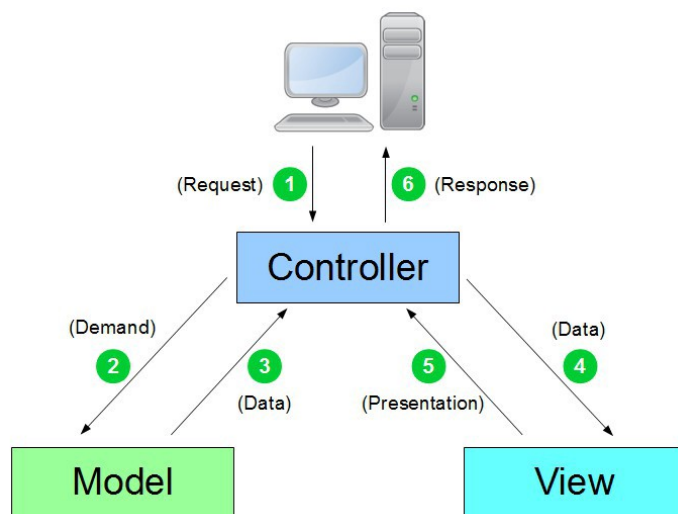 (Request) 1
6 (Response)
Controller
(Demand)
2
3
(Data)
5
(Presentation)
(Data)
4
Model
View